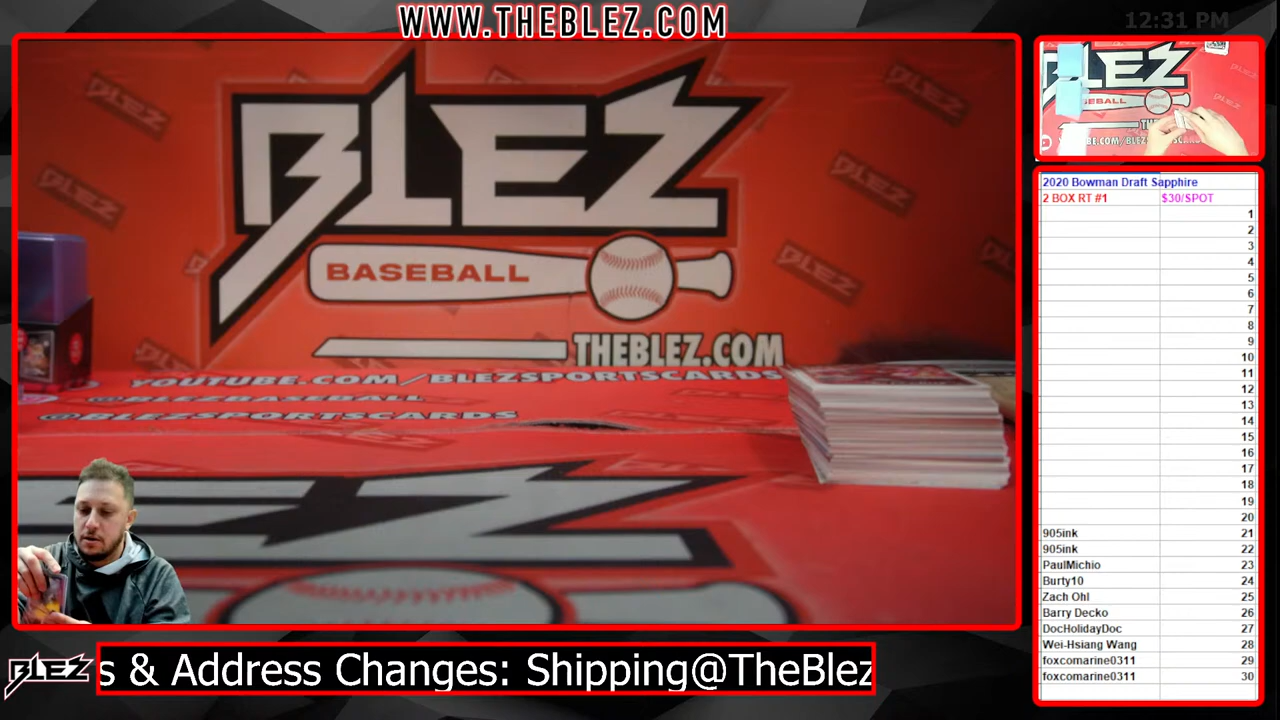 WWW.THEBLEZ.COM
12:31 PM
BLEZ
BASEBALL
THEBLEZ.COM
YOUTUBE.COM/BLEZSPORTSCARDS
@BLEZBASEBALL
@BLEZSPORTSCARDS
BLEZ
s & Address Changes: Shipping@TheBlez
BLEZ
BASEBALL
2020 Bowman Draft Sapphire
2 BOX RT #1 $30/SPOT
1
2
3
4
5
6
7
8
9
10
11
12
13
14
15
16
17
18
19
20
905ink 21
905ink 22
PaulMichio 23
Burty10 24
Zach Ohl 25
Barry Decko 26
DocHolidayDoc 27
Wei-Hsiang Wang 28
foxcomarine0311 29
foxcomarine0311 30